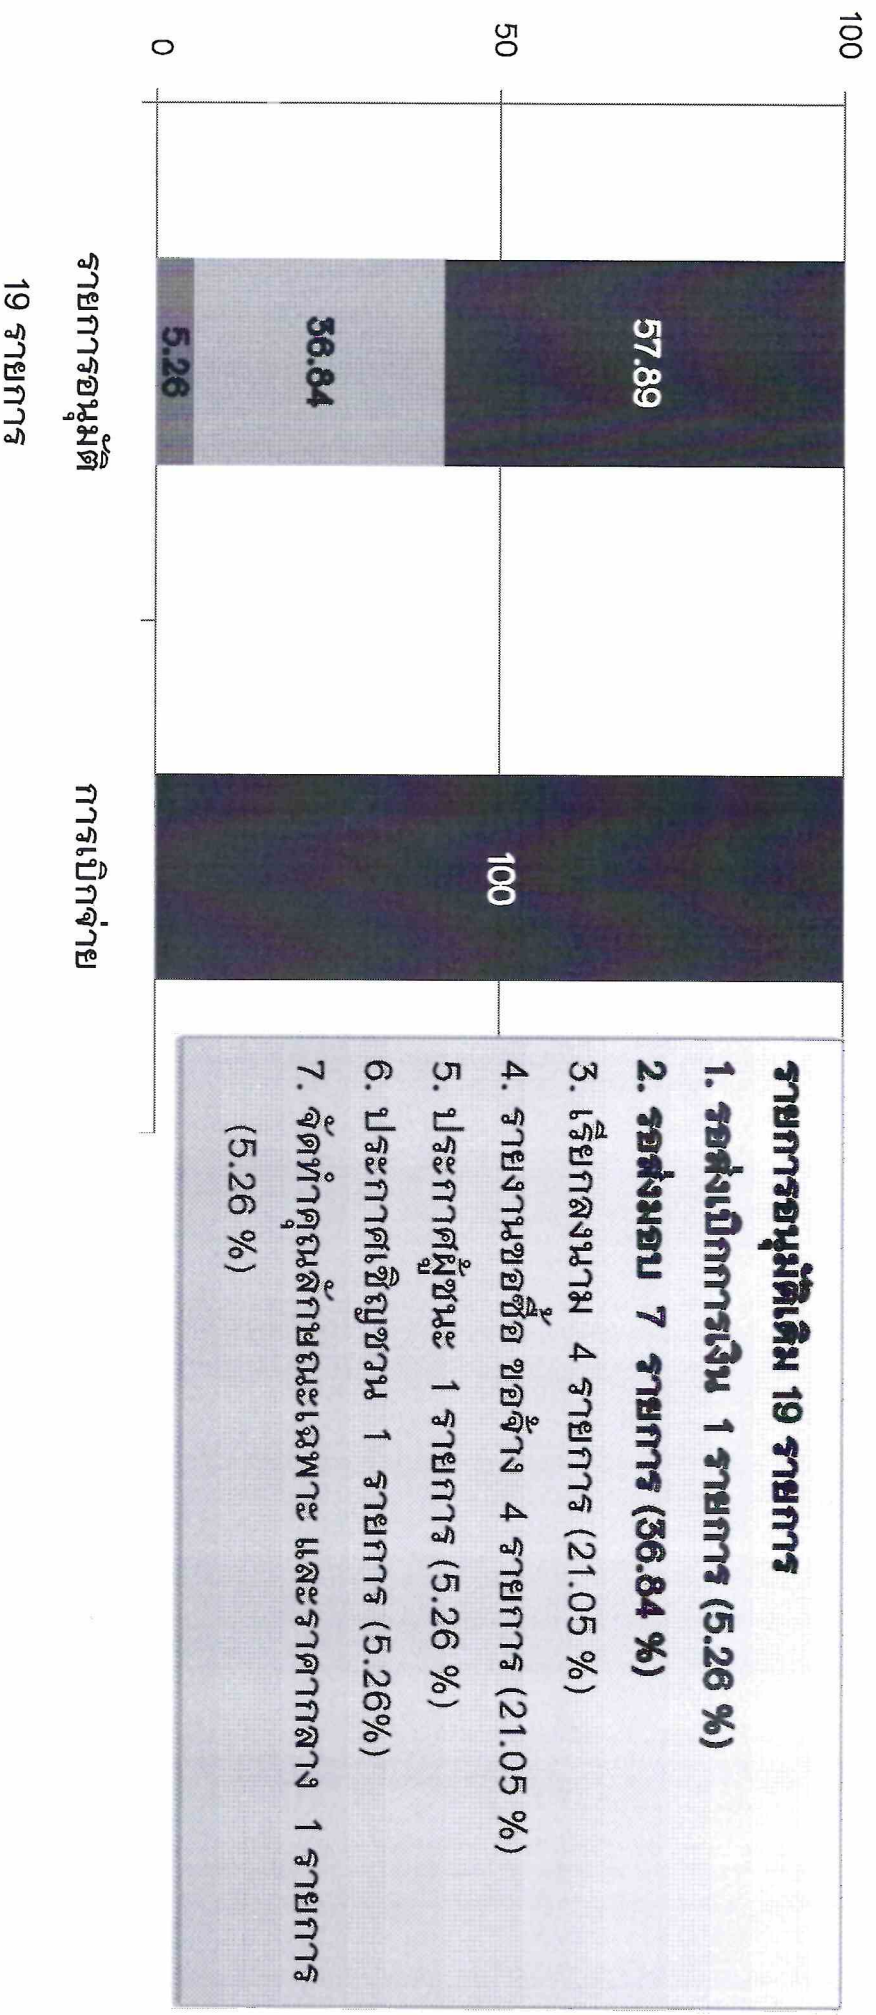 100
50
0
57.89
36.84
5.26
100
รายการอนุมัติ
19 รายการ
การเบิกจ่าย
รายการอนุมัติเดิม 19 รายการ
1. รอส่งเบิกการเงิน 1 รายการ (5.26 %)
2. รอส่งมอบ 7 รายการ (36.84 %)
3. เรียกลงนาม 4 รายการ (21.05 %)
4. รายงานขอซื้อ ขอจ้าง 4 รายการ (21.05 %)
5. ประกาศผู้ชนะ 1 รายการ (5.26 %)
6. ประกาศเชิญชวน 1 รายการ (5.26%)
7. จัดทำคุณลักษณะเฉพาะ และราคากลาง 1 รายการ
(5.26 %)